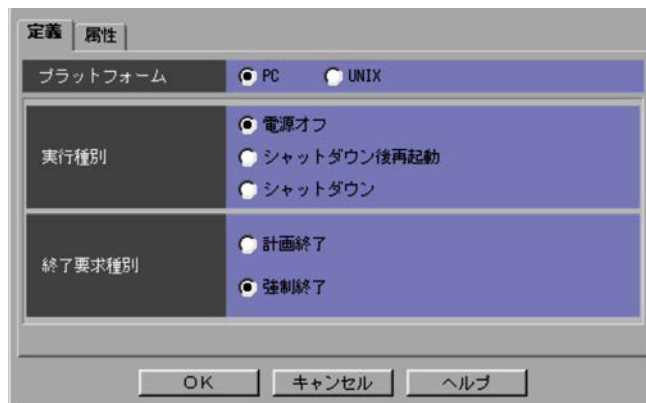 定義 属性
プラットフォーム PC UNIX
実行種別 電源オフ
シャットダウン後再起動
シャットダウン
終了要求種別 計画終了
強制終了
OK キャンセル ヘルプ